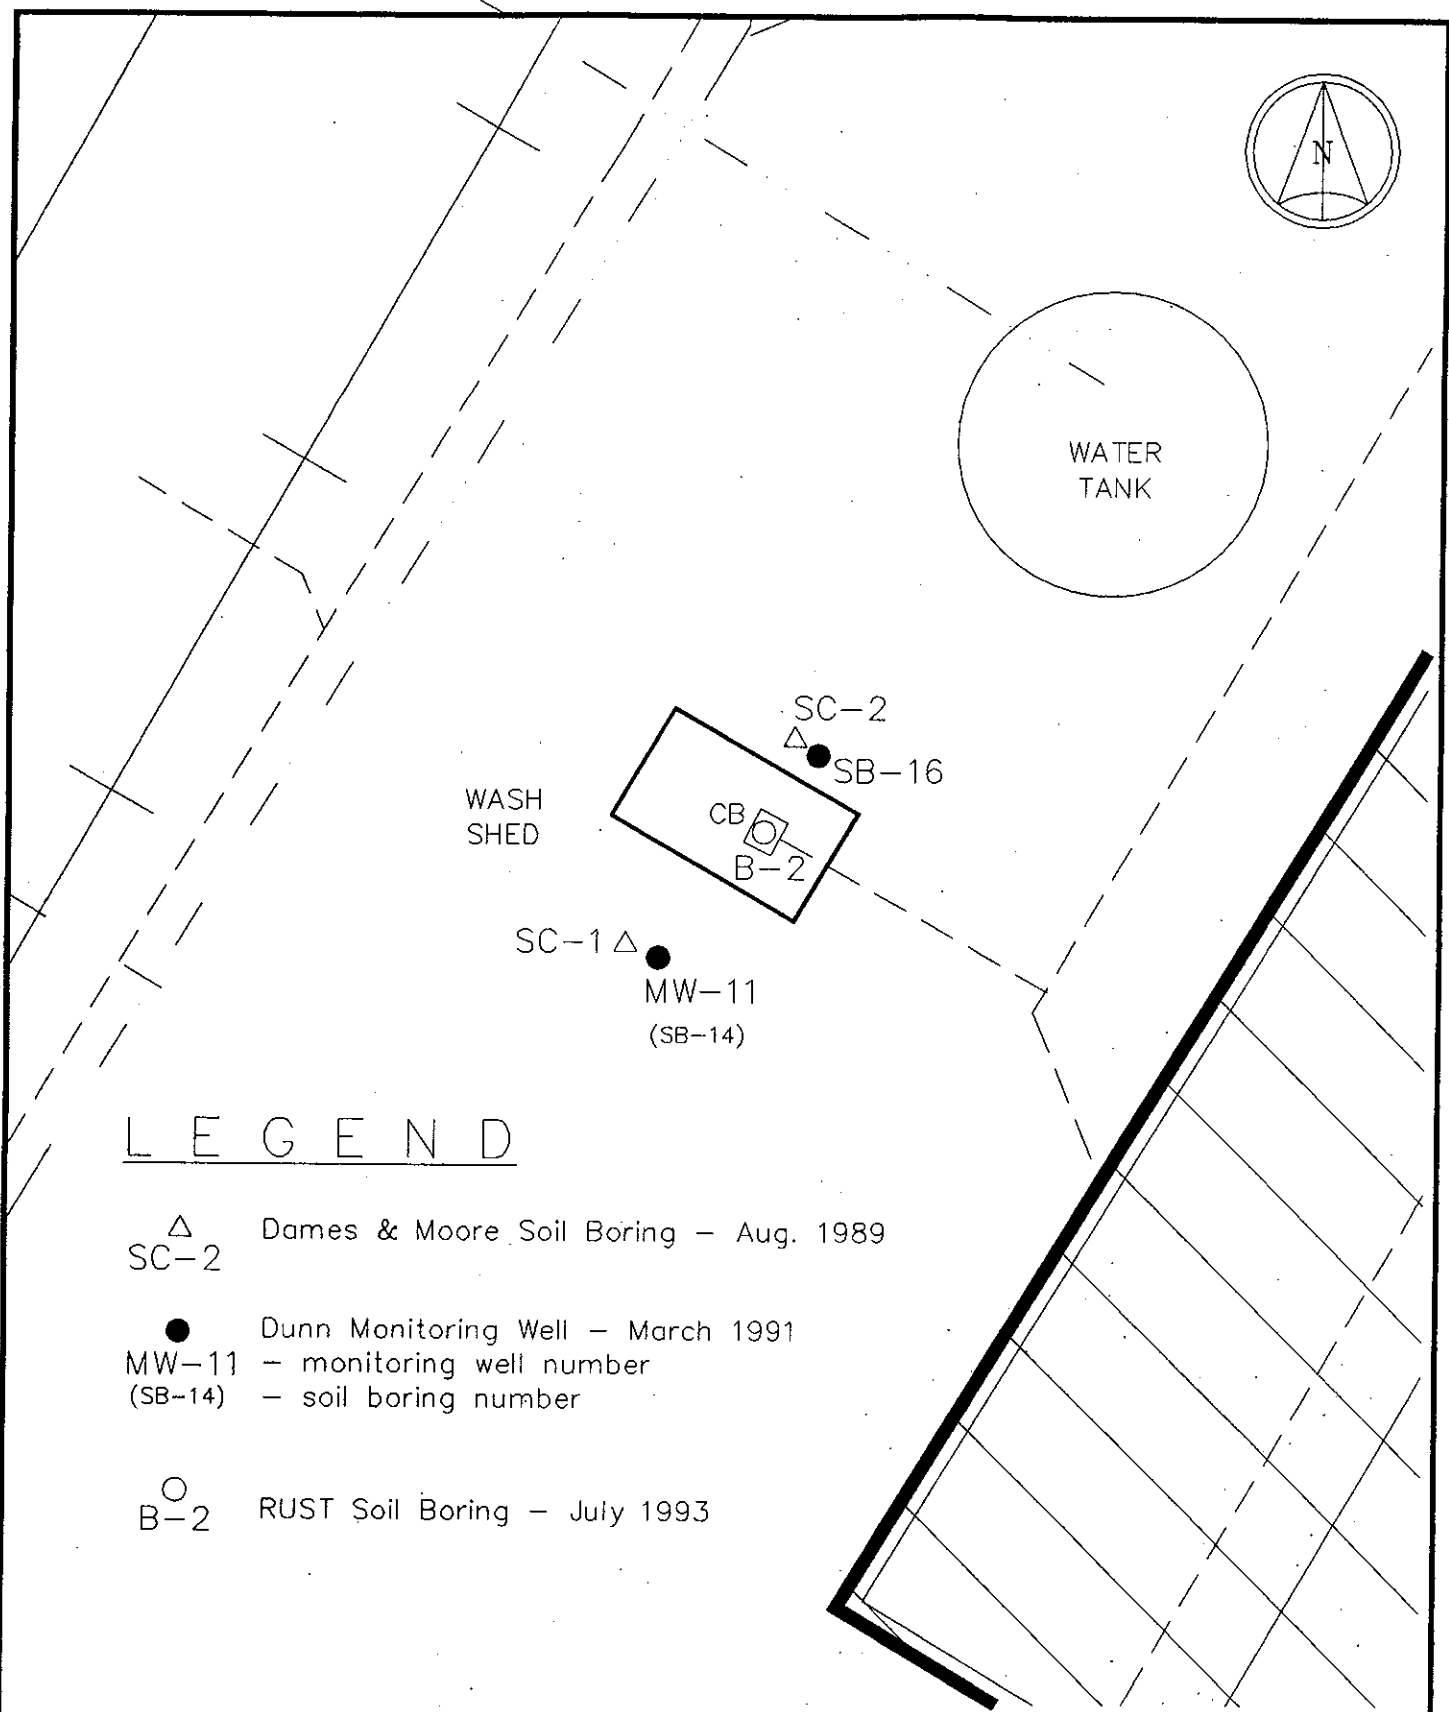 N
WATER
TANK
SC-2
SB-16
WASH
SHED
CB
B-2
SC-1
MW-11
(SB-14)
LEGEND
SC-2 Dames & Moore Soil Boring - Aug. 1989
Dunn Monitoring Well - March 1991
MW-11 - monitoring well number
(SB-14) - soil boring number
B-2 RUST Soil Boring - July 1993